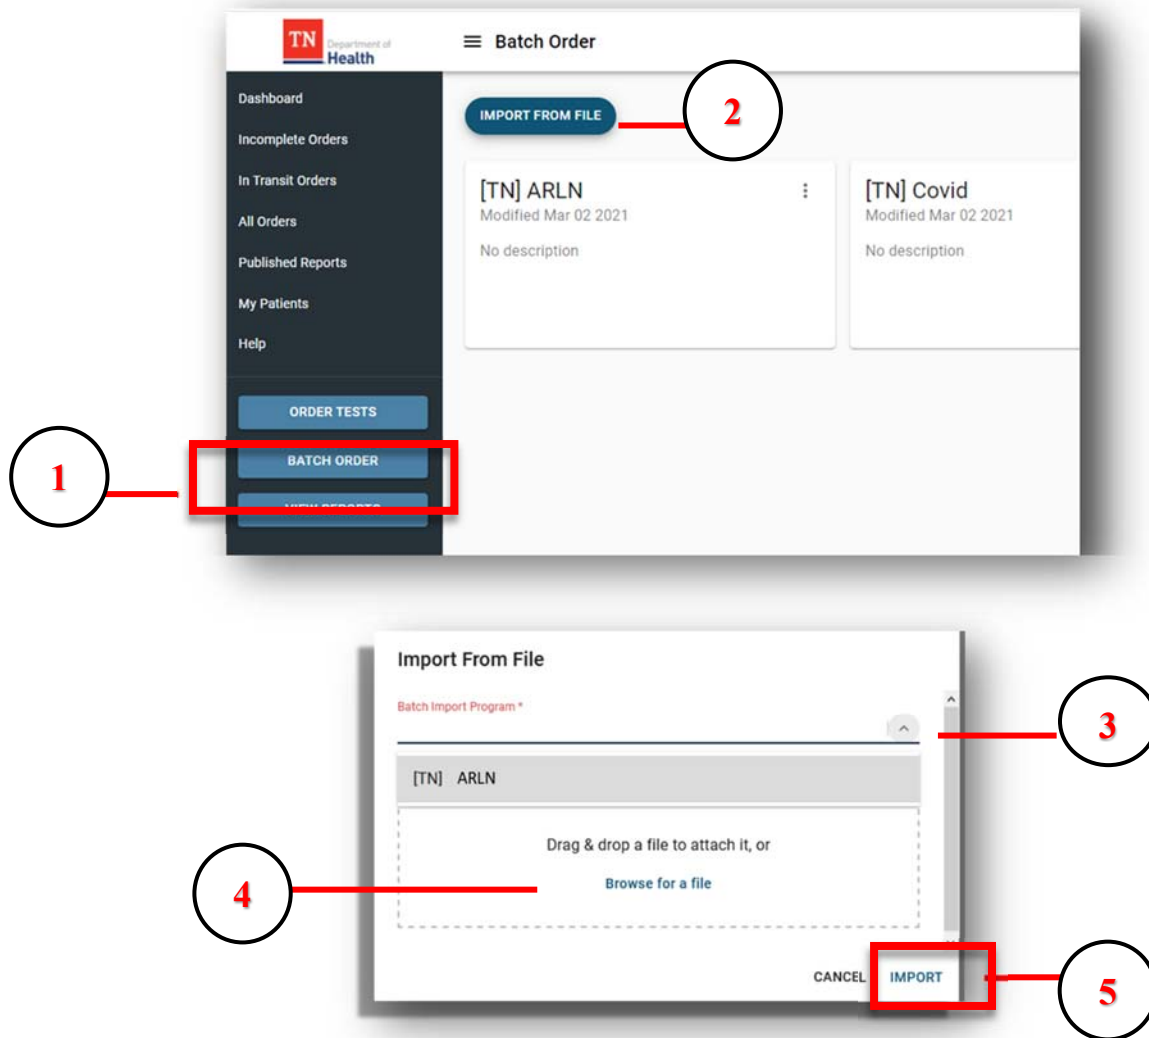 TN Department of
Health
Batch Order
Dashboard
Incomplete Orders
In Transit Orders
All Orders
Published Reports
My Patients
Help
ORDER TESTS
BATCH ORDER
VIEW REPORTS
1
IMPORT FROM FILE
2
[TN] ARLN
Modified Mar 02 2021
No description
[TN] Covid
Modified Mar 02 2021
No description
Import From File
Batch Import Program *
3
[TN] ARLN
Drag & drop a file to attach it, or
Browse for a file
4
CANCEL IMPORT
5